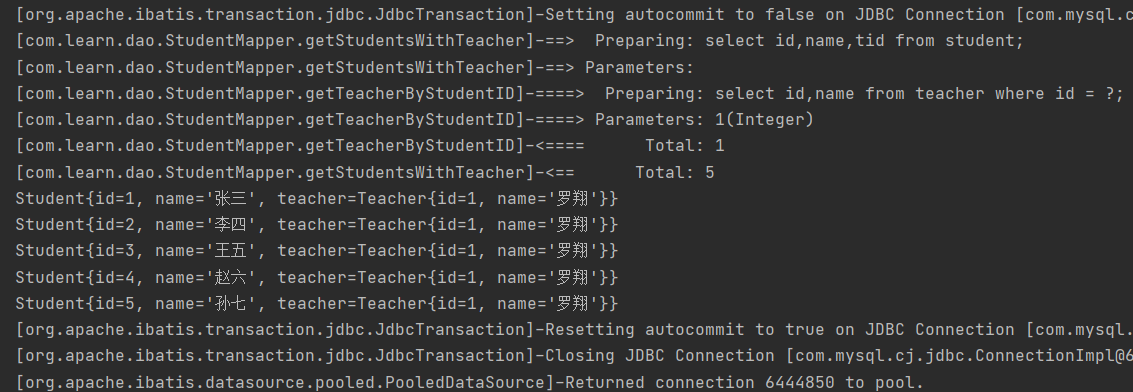 [org.apache.ibatis.transaction.jdbc.JdbcTransaction]-Setting autocommit to false on JDBC Connection [com.mysql.c
[com.learn.dao.StudentMapper.getStudentsWithTeacher]-==>  Preparing: select id,name,tid from student;
[com.learn.dao.StudentMapper.getStudentsWithTeacher]-==> Parameters:
[com.learn.dao.StudentMapper.getTeacherByStudentID]-====>  Preparing: select id,name from teacher where id = ?;
[com.learn.dao.StudentMapper.getTeacherByStudentID]-====> Parameters: 1(Integer)
[com.learn.dao.StudentMapper.getTeacherByStudentID]-<====      Total: 1
[com.learn.dao.StudentMapper.getStudentsWithTeacher]-<==      Total: 5
Student{id=1, name='张三', teacher=Teacher{id=1, name='罗翔'}}
Student{id=2, name='李四', teacher=Teacher{id=1, name='罗翔'}}
Student{id=3, name='王五', teacher=Teacher{id=1, name='罗翔'}}
Student{id=4, name='赵六', teacher=Teacher{id=1, name='罗翔'}}
Student{id=5, name='孙七', teacher=Teacher{id=1, name='罗翔'}}
[org.apache.ibatis.transaction.jdbc.JdbcTransaction]-Resetting autocommit to true on JDBC Connection [com.mysql.
[org.apache.ibatis.transaction.jdbc.JdbcTransaction]-Closing JDBC Connection [com.mysql.cj.jdbc.ConnectionImpl@6
[org.apache.ibatis.datasource.pooled.PooledDataSource]-Returned connection 6444850 to pool.